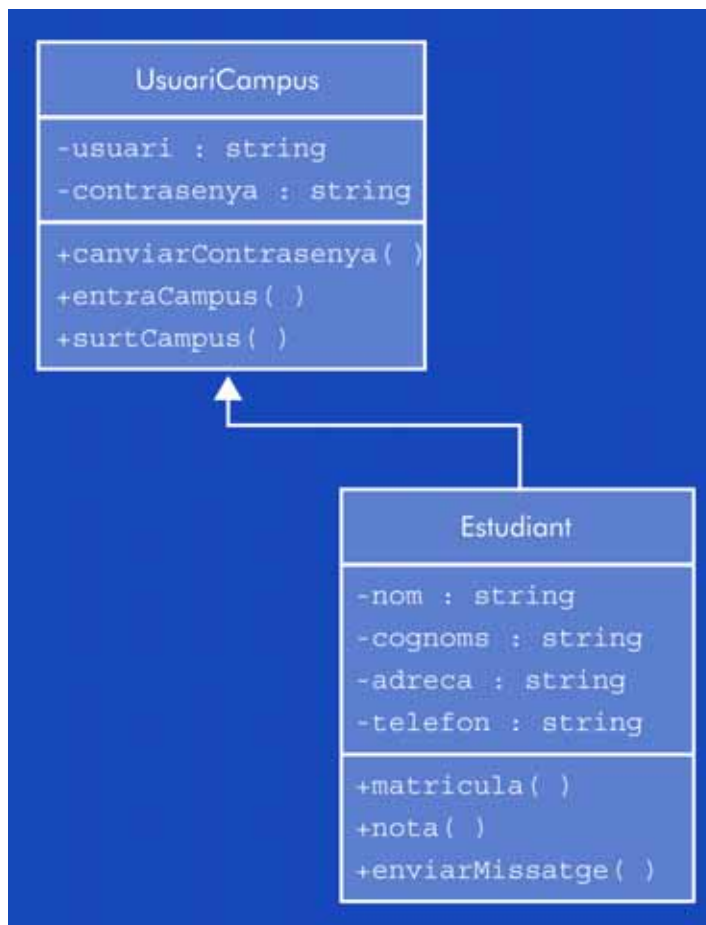 UsuariCampus
-usuari : string
-contrasenya : string
+canviarContrasenya( )
+entraCampus( )
+surtCampus( )
Estudiant
-nom : string
-cognoms : string
-adreca : string
-telefon : string
+matricula( )
+nota( )
+enviarMissatge( )